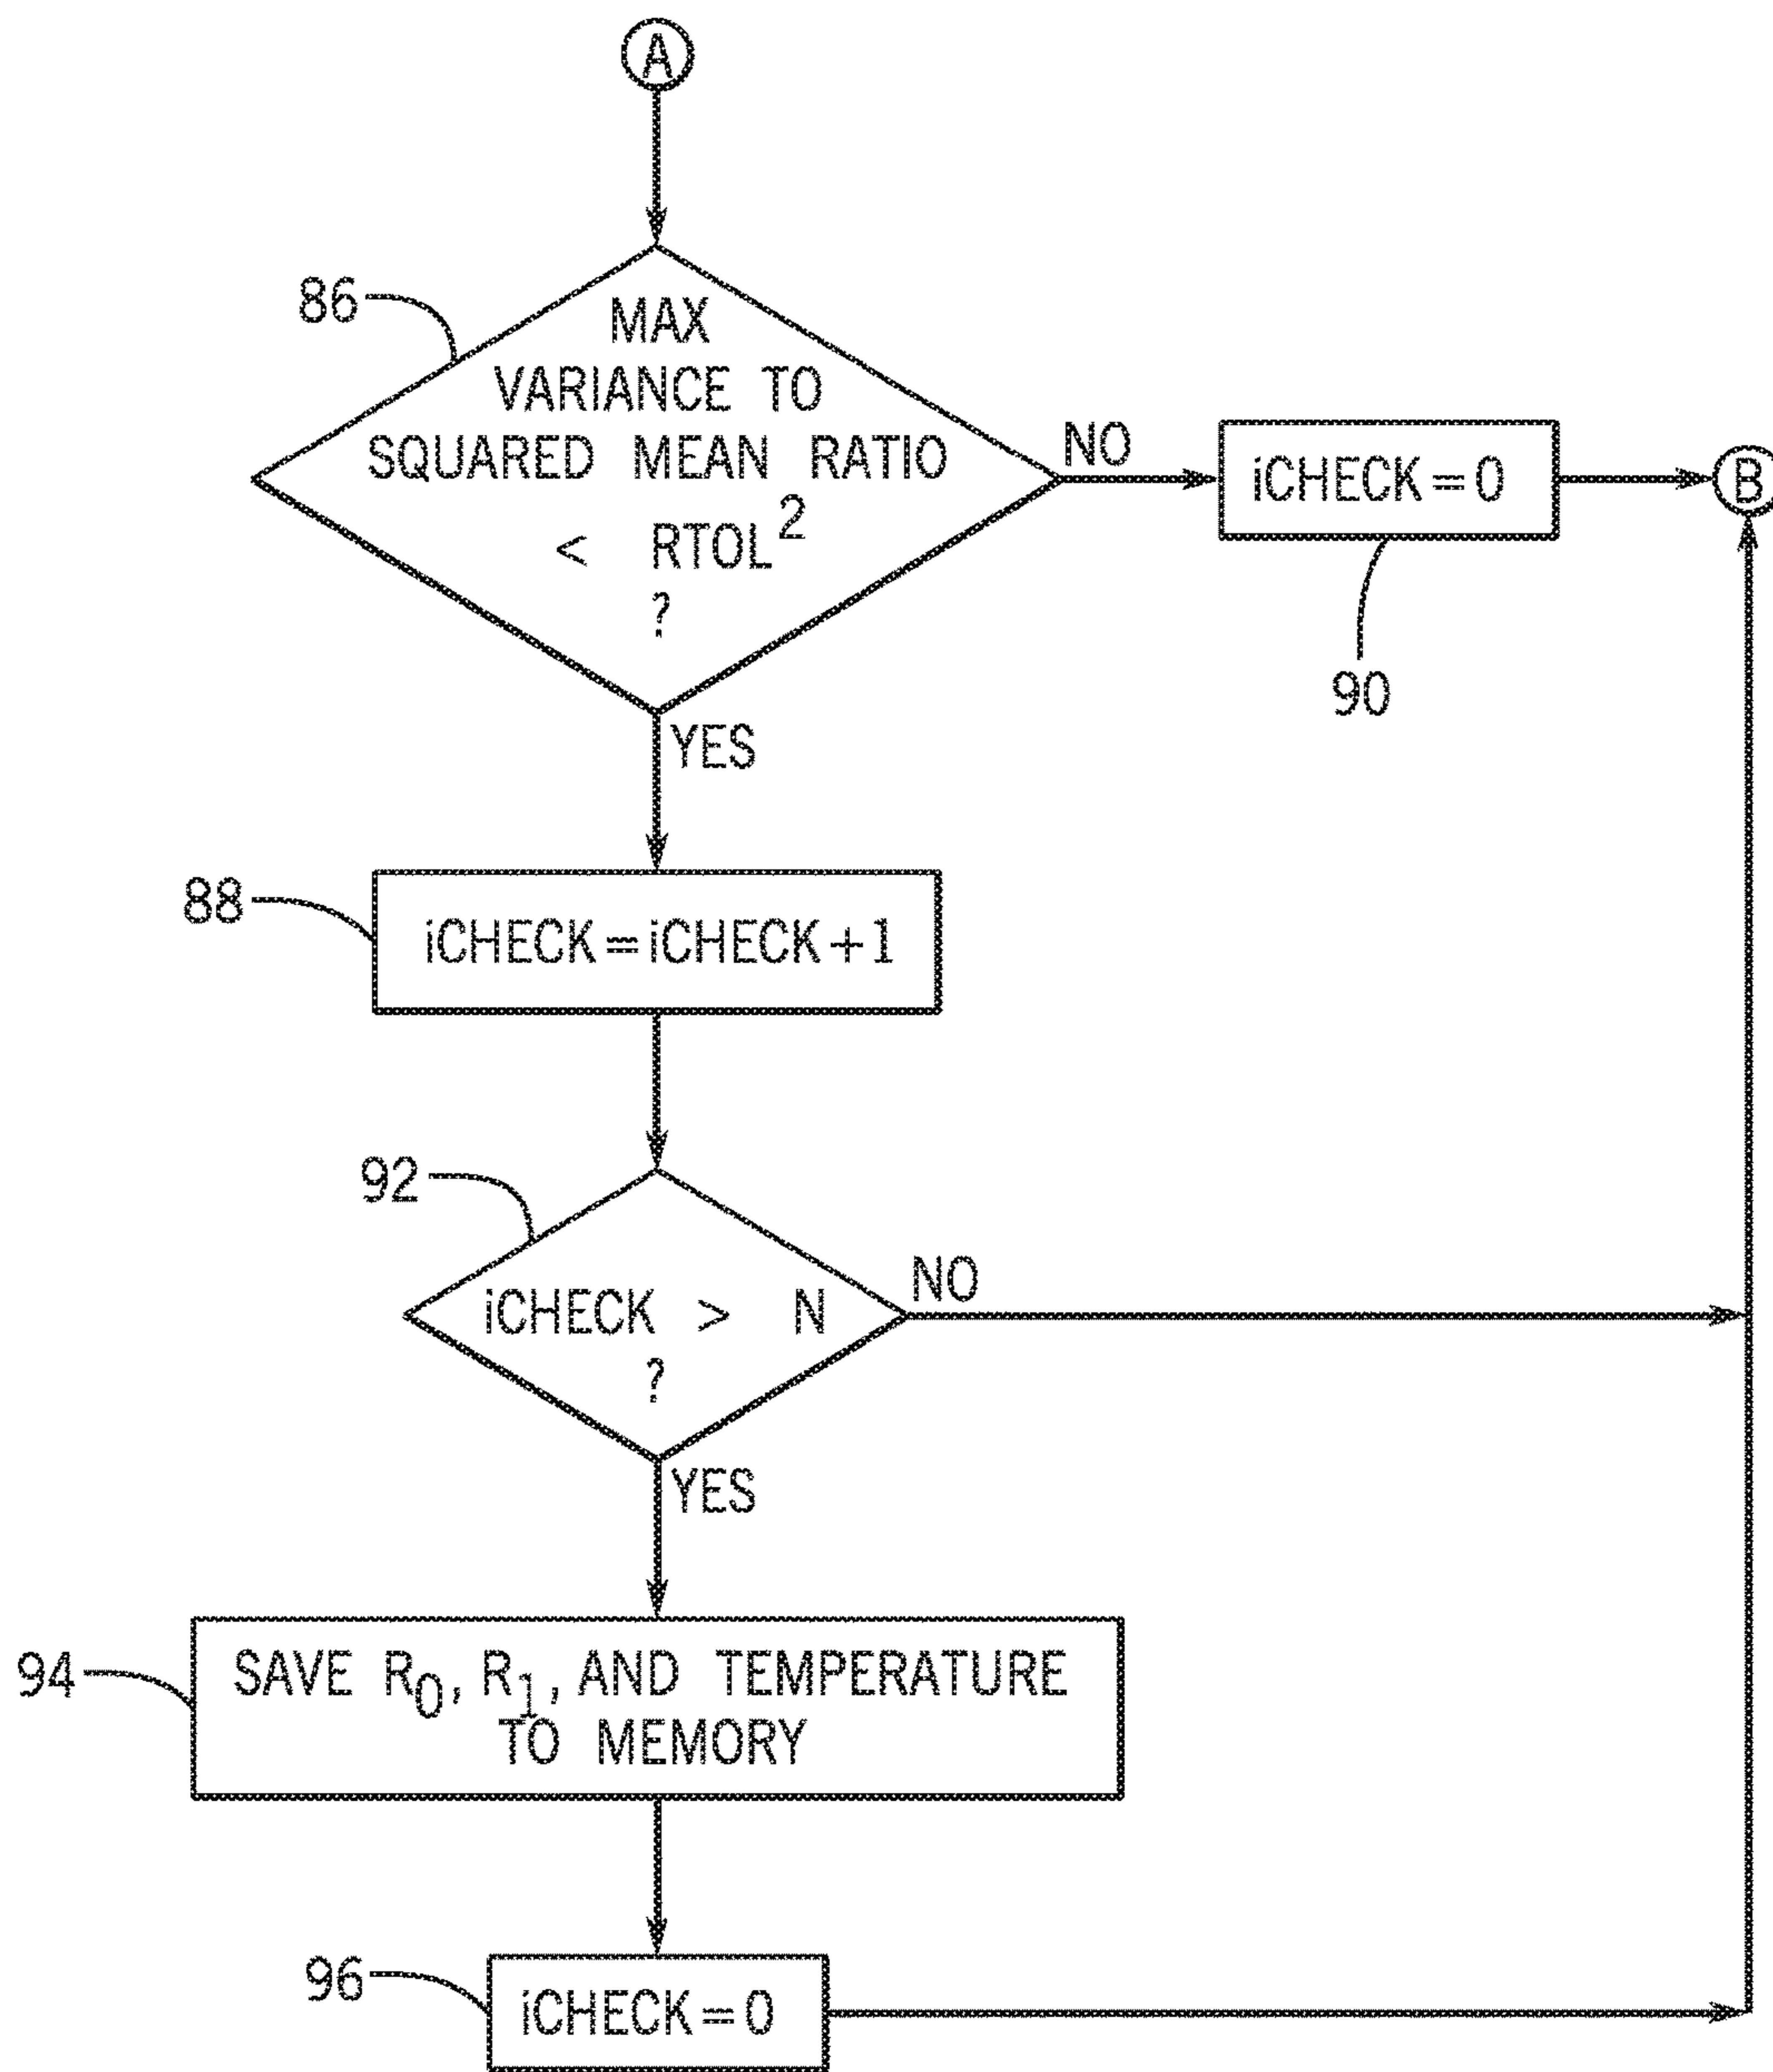 A
86
MAX
VARIANCE TO
SQUARED MEAN RATIO
< RTOL²
?
NO
iCHECK=0
B
90
YES
88
iCHECK=iCHECK+1
92
iCHECK > N
?
NO
YES
94
SAVE R₀, R₁, AND TEMPERATURE
TO MEMORY
96
iCHECK=0